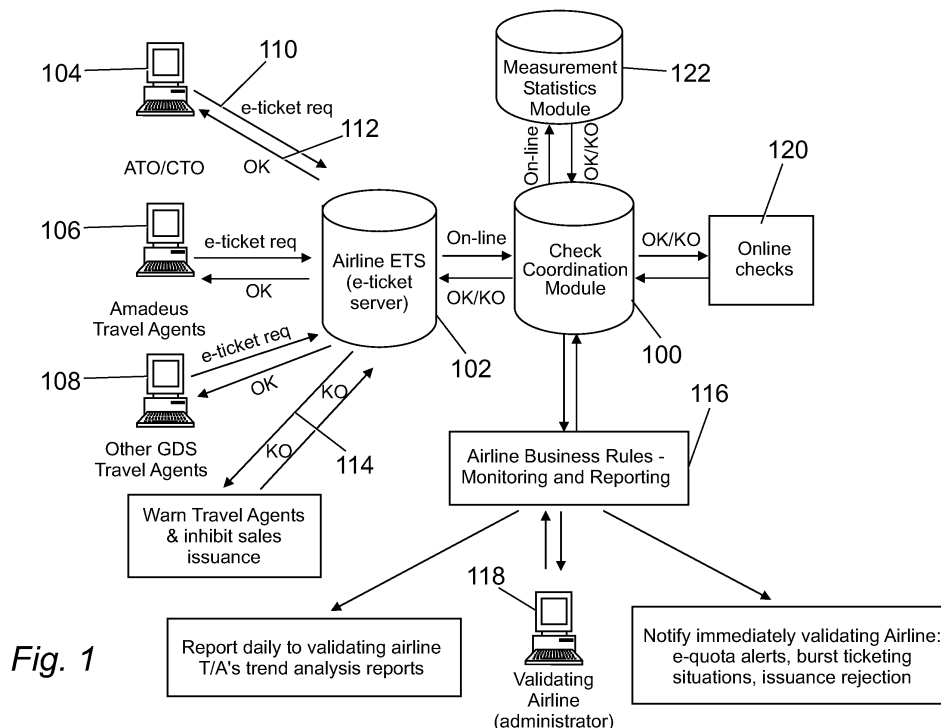 104
110
e-ticket req
112
OK
ATO/CTO
Measurement
Statistics
Module
122
On-line
OK/KO
106
e-ticket req
OK
Amadeus
Travel Agents
Airline ETS
(e-ticket
server)
102
On-line
OK/KO
Check
Coordination
Module
100
OK/KO
120
Online
checks
108
e-ticket req
OK
Other GDS
Travel Agents
KO
KO
114
Warn Travel Agents
& inhibit sales
issuance
116
Airline Business Rules -
Monitoring and Reporting
Report daily to validating airline
T/A's trend analysis reports
118
Validating
Airline
(administrator)
Notify immediately validating Airline:
e-quota alerts, burst ticketing
situations, issuance rejection
Fig. 1